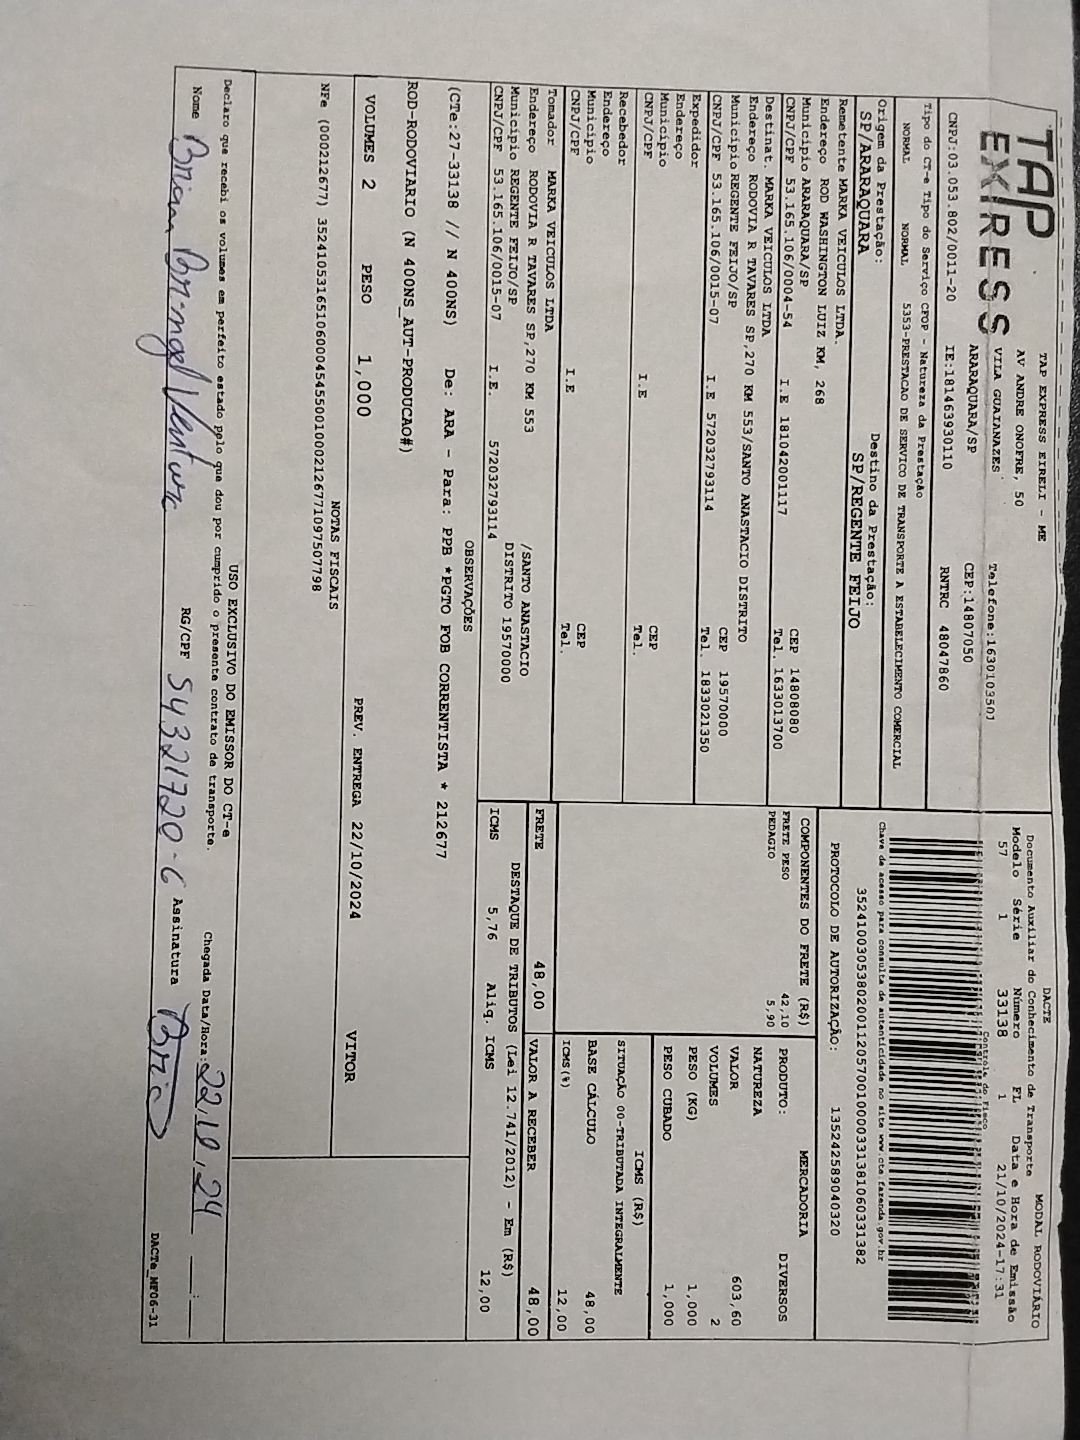 TAP
EXPRESS
TAP EXPRESS EIRELI - ME
AV ANDRE ONOFRE, 50
VILA GUAIANAZES Telefone:1630103501
ARARAQUARA/SP CEP:14807050
CNPJ:03.053.802/0011-20 IE:181463930110 RNTRC 48047860
Tipo do CT-e Tipo do Serviço CFOP - Natureza da Prestação
NORMAL NORMAL 5353-PRESTACAO DE SERVICO DE TRANSPORTE A ESTABELECIMENTO COMERCIAL
Origem da Prestação: Destino da Prestação:
SP/ARARAQUARA SP/REGENTE FEIJO
Remetente MARKA VEICULOS LTDA.
Endereço ROD WASHINGTON LUIZ KM, 268
Município ARARAQUARA/SP CEP 14808080
CNPJ/CPF 53.165.106/0004-54 I.E 181042001117 Tel. 1633013700
Destinat. MARKA VEICULOS LTDA
Endereço RODOVIA R TAVARES SP,270 KM 553/SANTO ANASTACIO DISTRITO
Município REGENTE FEIJO/SP CEP 19570000
CNPJ/CPF 53.165.106/0015-07 I.E 572032793114 Tel. 1833021350
Expedidor
Endereço
Município CEP
CNPJ/CPF I.E Tel.
Recebedor
Endereço
Município CEP
CNPJ/CPF I.E Tel.
Tomador MARKA VEICULOS LTDA
Endereço RODOVIA R TAVARES SP,270 KM 553 /SANTO ANASTACIO
Município REGENTE FEIJO/SP DISTRITO 19570000
CNPJ/CPF 53.165.106/0015-07 I.E. 572032793114
MODAL RODOVIÁRIO
DACTE
Documento Auxiliar do Conhecimento de Transporte
Modelo Série Número FL Data e Hora de Emissão
57 1 33138 1 21/10/2024-17:31
Controle do Fisco
Chave de acesso para consulta de autenticidade no site www.cte.fazenda.gov.br
35241003053802001120570010000331381060331382
PROTOCOLO DE AUTORIZAÇÃO: 135242589040320
COMPONENTES DO FRETE (R$)
FRETE PESO 42,10
PEDAGIO 5,90
MERCADORIA
PRODUTO: DIVERSOS
NATUREZA
VALOR 603,60
VOLUMES 2
PESO (KG) 1,000
PESO CUBADO 1,000
ICMS (R$)
SITUAÇÃO 00-TRIBUTADA INTEGRALMENTE
BASE CÁLCULO 48,00
ICMS(%) 12,00
FRETE 48,00 VALOR A RECEBER 48,00
DESTAQUE DE TRIBUTOS (Lei 12.741/2012) - Em (R$)
ICMS 5,76 Aliq. ICMS 12,00
OBSERVAÇÕES
(CTe:27-33138 // N 400NS) De: ARA - Para: PPB *PGTO FOB CORRENTISTA * 212677
ROD-RODOVIARIO (N 400NS_AUT-PRODUCAO#)
VOLUMES 2 PESO 1,000 PREV. ENTREGA 22/10/2024 VITOR
NOTAS FISCAIS
NFe (000212677) 35241053165106000454550010002126771097507798
USO EXCLUSIVO DO EMISSOR DO CT-e
Declaro que recebi os volumes em perfeito estado pelo que dou por cumprido o presente contrato de transporte. Chegada Data/Hora: 22,10,24 :
Nome Brian Ventura RG/CPF 54321720-6 Assinatura
DACTe_MF06-31